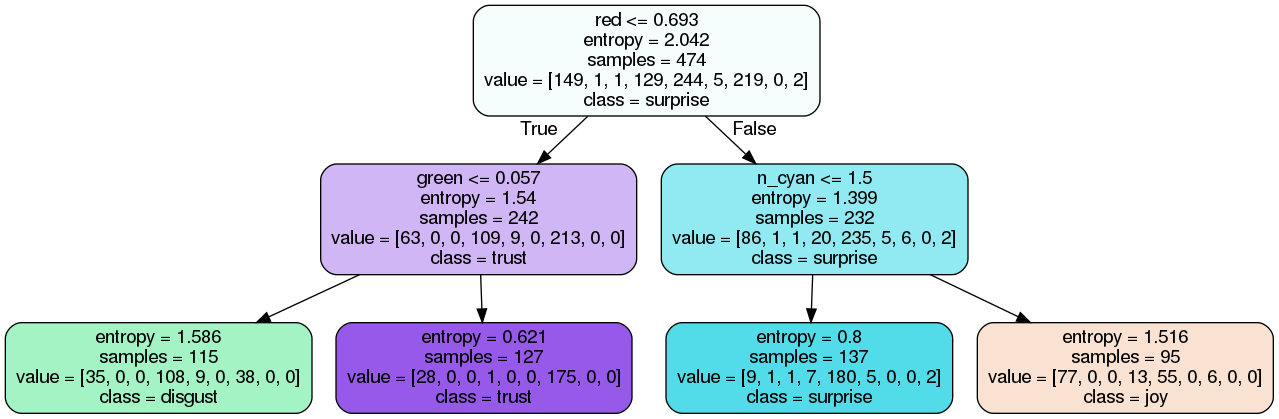 red <= 0.693
entropy = 2.042
samples = 474
value = [149, 1, 1, 129, 244, 5, 219, 0, 2]
class = surprise
True
False
green <= 0.057
entropy = 1.54
samples = 242
value = [63, 0, 0, 109, 9, 0, 213, 0, 0]
class = trust
n_cyan <= 1.5
entropy = 1.399
samples = 232
value = [86, 1, 1, 20, 235, 5, 6, 0, 2]
class = surprise
entropy = 1.586
samples = 115
value = [35, 0, 0, 108, 9, 0, 38, 0, 0]
class = disgust
entropy = 0.621
samples = 127
value = [28, 0, 0, 1, 0, 0, 175, 0, 0]
class = trust
entropy = 0.8
samples = 137
value = [9, 1, 1, 7, 180, 5, 0, 0, 2]
class = surprise
entropy = 1.516
samples = 95
value = [77, 0, 0, 13, 55, 0, 6, 0, 0]
class = joy